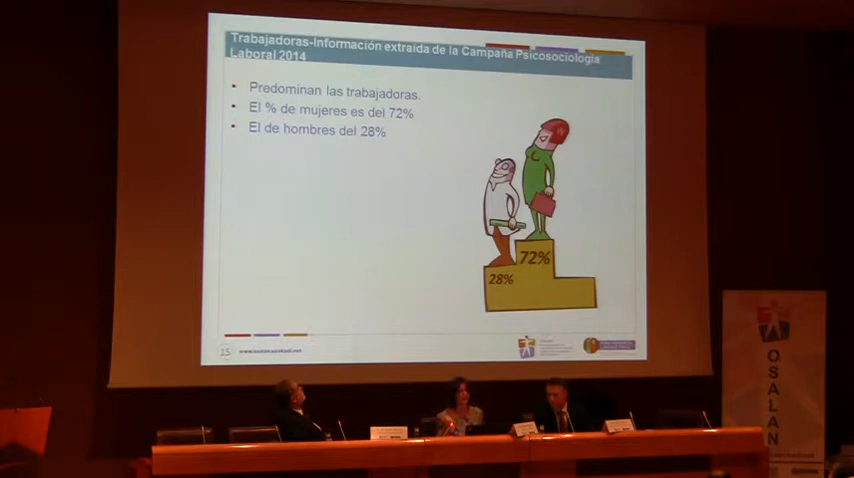 Trabajadoras-Información extraída de la Campaña Psicosociología
Laboral 2014
• Predominan las trabajadoras.
• El % de mujeres es del 72%
• El de hombres del 28%
72%
28%
15
OSALAN